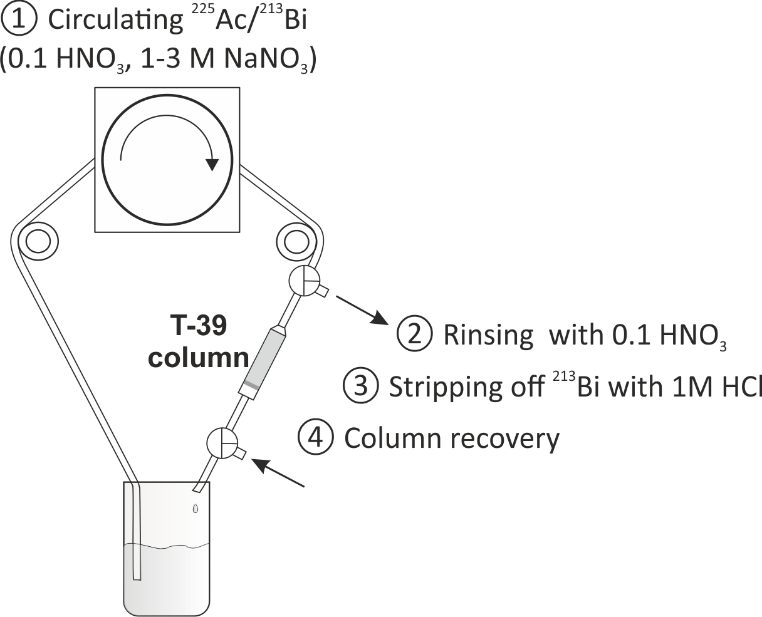 ① Circulating ²²⁵Ac/²¹³Bi
(0.1 HNO₃, 1-3 M NaNO₃)
T-39
column
② Rinsing with 0.1 HNO₃
③ Stripping off ²¹³Bi with 1M HCl
④ Column recovery